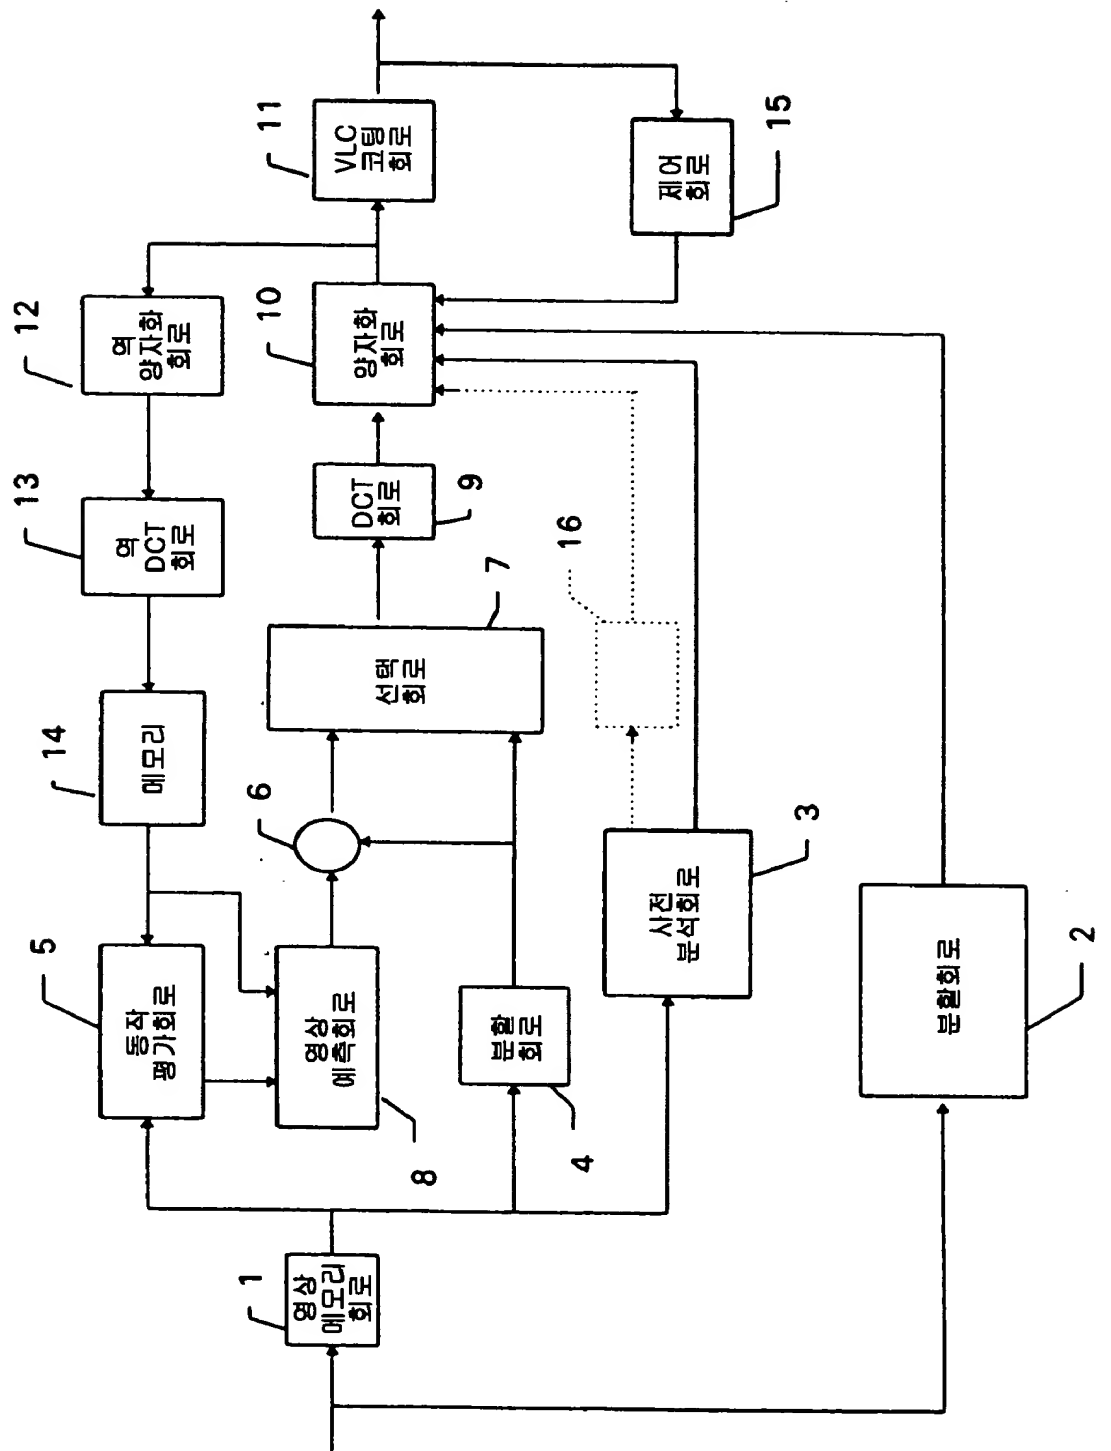 12
역
양자화
회로
13
역
DCT
회로
14
메모리
5
동작
평가회로
11
VLC
코딩
회로
10
양자화
회로
DCT
회로
9
7
선택
회로
6
영상
예측회로
8
분할
회로
4
1
영상
메모리
회로
제어
회로
15
16
사전
분석회로
3
분할회로
2